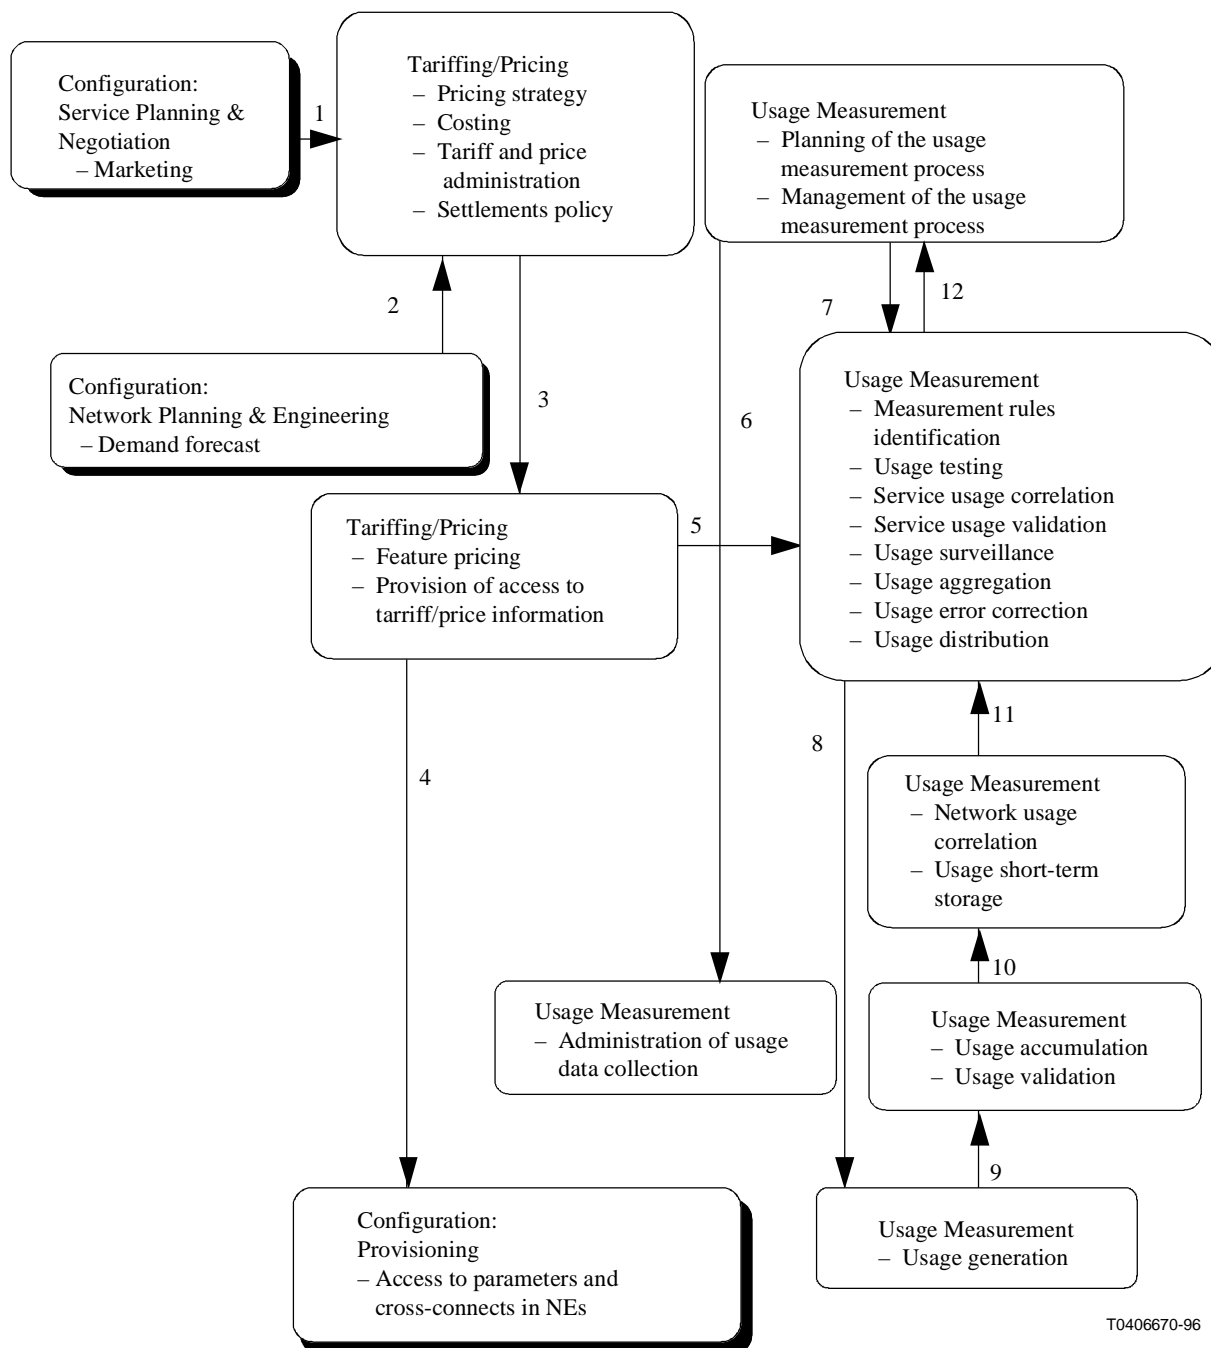 Configuration:
Service Planning &
Negotiation
– Marketing
1
Tariffing/Pricing
– Pricing strategy
– Costing
– Tariff and price
administration
– Settlements policy
Usage Measurement
– Planning of the usage
measurement process
– Management of the usage
measurement process
2
3
6
7
12
Configuration:
Network Planning & Engineering
– Demand forecast
Usage Measurement
– Measurement rules
identification
– Usage testing
– Service usage correlation
– Service usage validation
– Usage surveillance
– Usage aggregation
– Usage error correction
– Usage distribution
Tariffing/Pricing
– Feature pricing
– Provision of access to
tarriff/price information
5
4
8
11
Usage Measurement
– Network usage
correlation
– Usage short-term
storage
10
Usage Measurement
– Administration of usage
data collection
Usage Measurement
– Usage accumulation
– Usage validation
9
Configuration:
Provisioning
– Access to parameters and
cross-connects in NEs
Usage Measurement
– Usage generation
T0406670-96